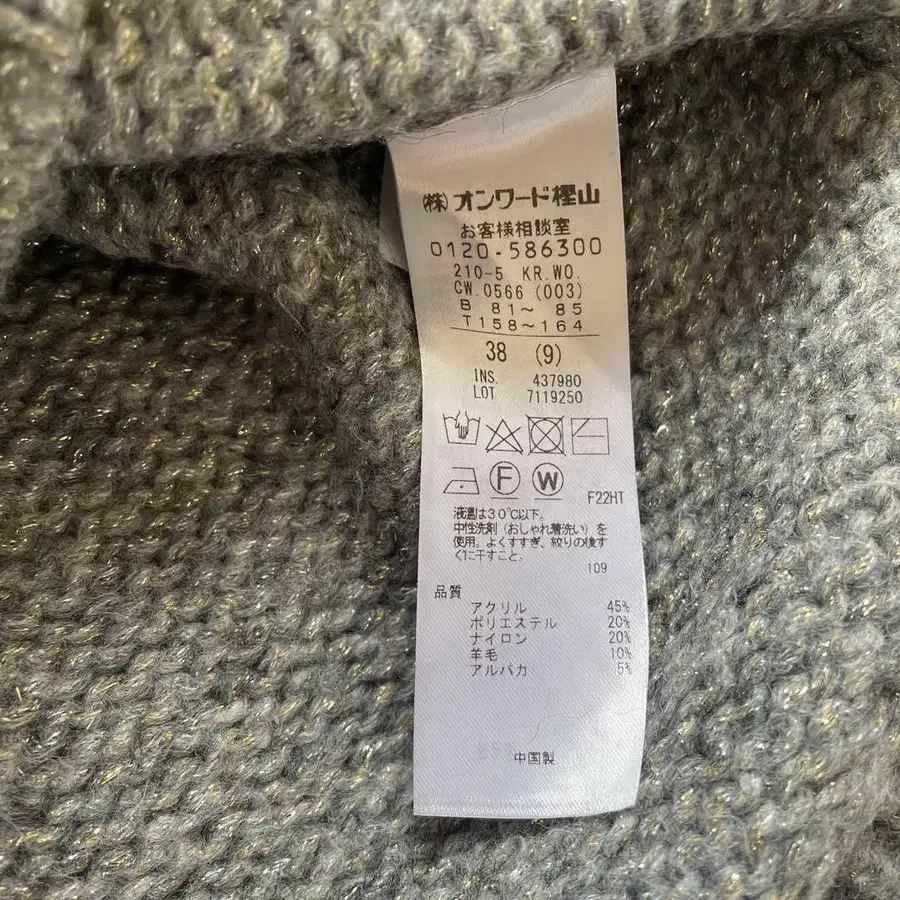 ㈱オンワード樫山
お客様相談室
0120-586300
210-5 KR.WO.
CW.0566 (003)
B 81～ 85
T158～164
38 (9)
INS. 437980
LOT 7119250
F W
F22HT
液温は30℃以下。
中性洗剤（おしゃれ着洗い）を
使用。よくすすぎ、絞りの後す
ぐに干すこと。
109
品質
アクリル 45%
ポリエステル 20%
ナイロン 20%
羊毛 10%
アルパカ 5%
中国製